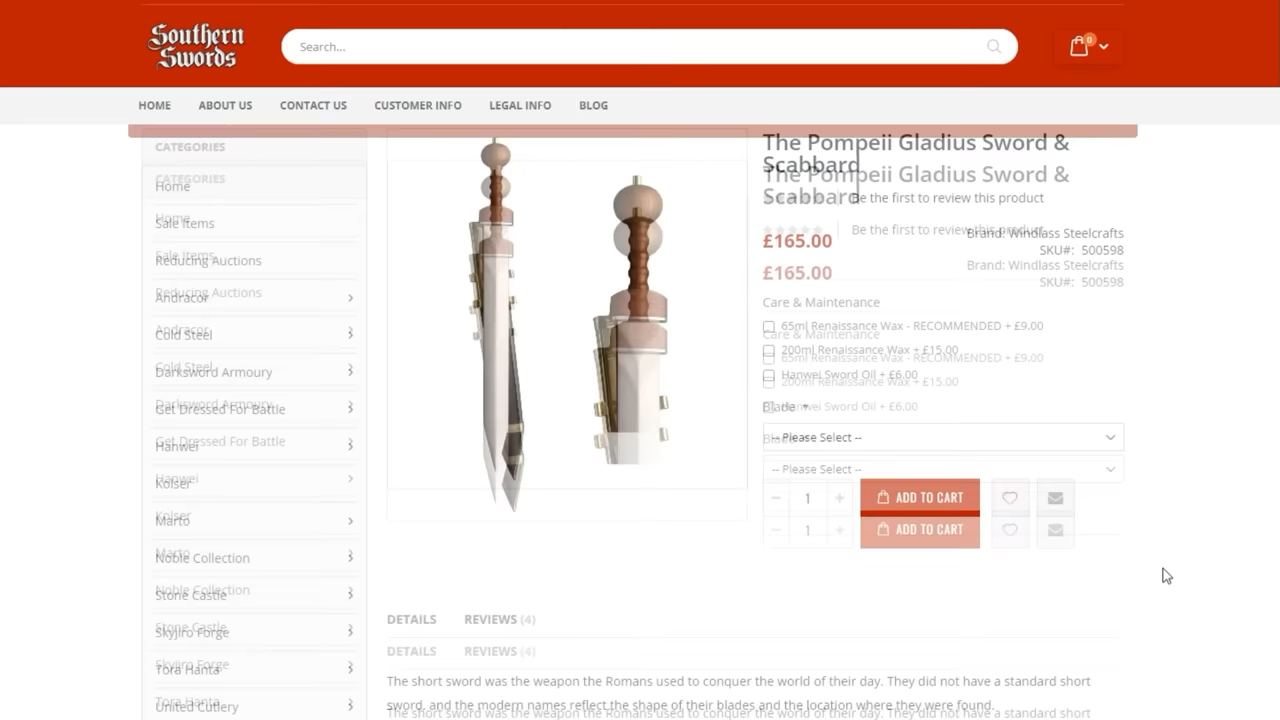 Southern
Swords
Search...
0
HOME ABOUT US CONTACT US CUSTOMER INFO LEGAL INFO BLOG
CATEGORIES
CATEGORIES
Home
Home
Sale Items
Sale Items
Reducing Auctions
Reducing Auctions
Andracor
Andracor
Cold Steel
Cold Steel
Darksword Armoury
Darksword Armoury
Get Dressed For Battle
Get Dressed For Battle
Hanwei
Hanwei
Kolser
Kolser
Marto
Marto
Noble Collection
Noble Collection
Stone Castle
Stone Castle
Skyjiro Forge
Skyjiro Forge
Tora Hanta
Tora Hanta
United Cutlery
The Pompeii Gladius Sword &
Scabbard
The Pompeii Gladius Sword &
Scabbard
Be the first to review this product
Be the first to review this product
£165.00
Brand: Windlass Steelcrafts
SKU#: 500598
£165.00
Brand: Windlass Steelcrafts
SKU#: 500598
Care & Maintenance
65ml Renaissance Wax - RECOMMENDED + £9.00
Care & Maintenance
200ml Renaissance Wax + £15.00
65ml Renaissance Wax - RECOMMENDED + £9.00
Hanwei Sword Oil + £6.00
200ml Renaissance Wax + £15.00
Blade *
Hanwei Sword Oil + £6.00
-- Please Select --
-- Please Select --
1 ADD TO CART
1 ADD TO CART
DETAILS REVIEWS (4)
DETAILS REVIEWS (4)
The short sword was the weapon the Romans used to conquer the world of their day. They did not have a standard short
sword, and the modern names reflect the shape of their blades and the location where they were found.
The short sword was the weapon the Romans used to conquer the world of their day. They did not have a standard short